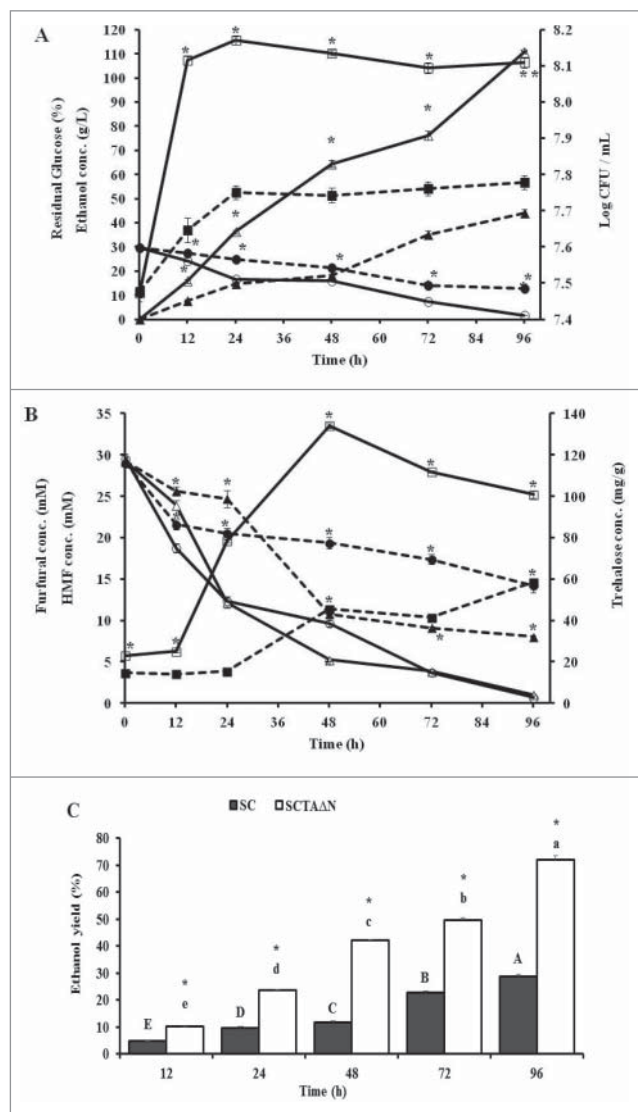 A
Residual Glucose (%)
Ethanol conc. (g/L)
120
110
100
90
80
70
60
50
40
30
20
10
0
8.2
8.1
8.0
7.9
7.8
7.7
7.6
7.5
7.4
Log CFU / mL
0 12 24 36 48 60 72 84 96
Time (h)
B
Furfural conc. (mM)
HMF conc. (mM)
35
30
25
20
15
10
5
0
140
120
100
80
60
40
20
0
Trehalose conc. (mg/g)
0 12 24 36 48 60 72 84 96
Time (h)
C
SC SCTAΔN
Ethanol yield (%)
80
70
60
50
40
30
20
10
0
E * e D * d C * c B * b A * a
12 24 48 72 96
Time (h)